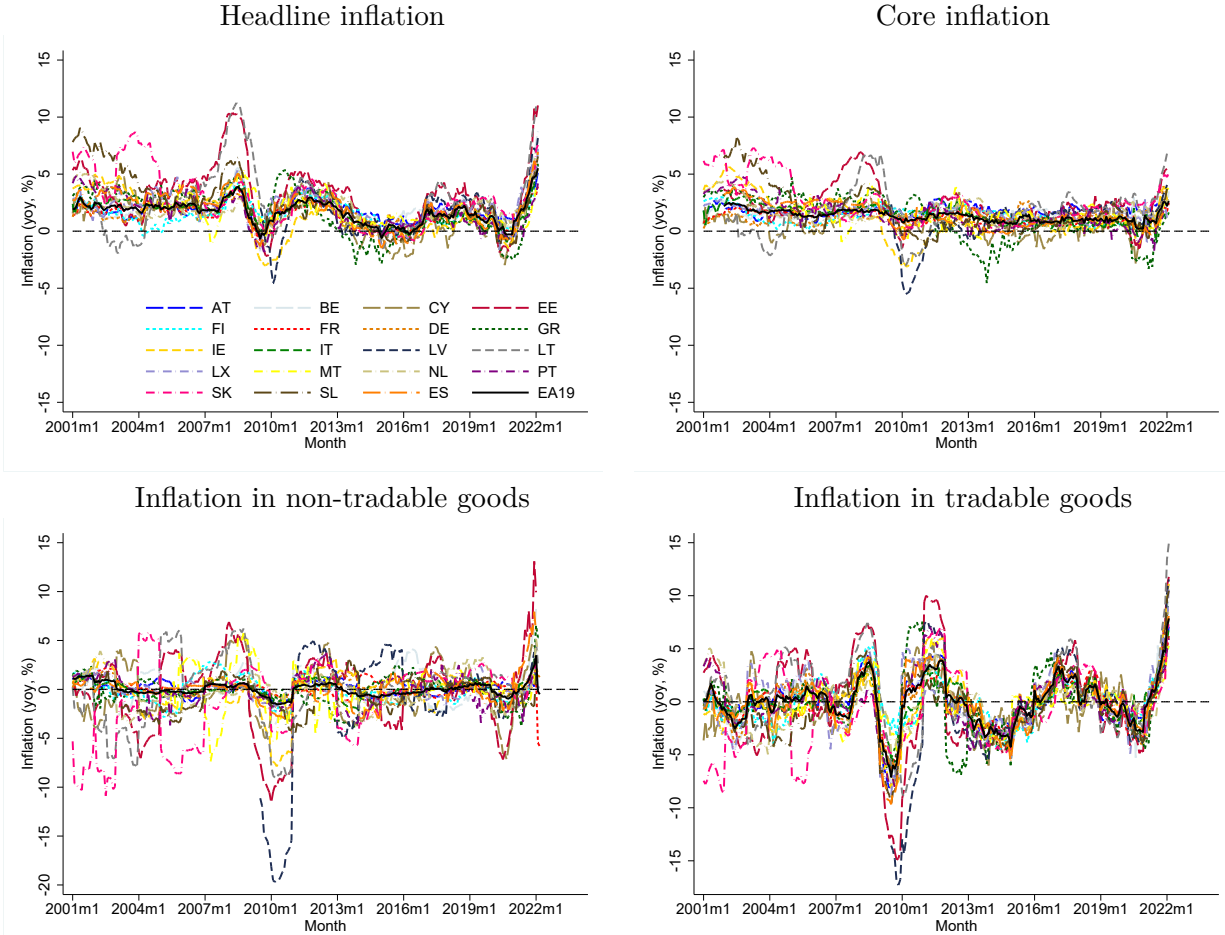 Headline inflation
Inflation (yoy, %)
15
10
5
0
-5
-10
-15
AT BE CY EE
FI FR DE GR
IE IT LV LT
LX MT NL PT
SK SL ES EA19
2001m1 2004m1 2007m1 2010m1 2013m1 2016m1 2019m1 2022m1
Month
Core inflation
Inflation (yoy, %)
15
10
5
0
-5
-10
-15
2001m1 2004m1 2007m1 2010m1 2013m1 2016m1 2019m1 2022m1
Month
Inflation in non-tradable goods
Inflation (yoy, %)
15
10
5
0
-5
-10
-15
-20
2001m1 2004m1 2007m1 2010m1 2013m1 2016m1 2019m1 2022m1
Month
Inflation in tradable goods
Inflation (yoy, %)
15
10
5
0
-5
-10
-15
2001m1 2004m1 2007m1 2010m1 2013m1 2016m1 2019m1 2022m1
Month